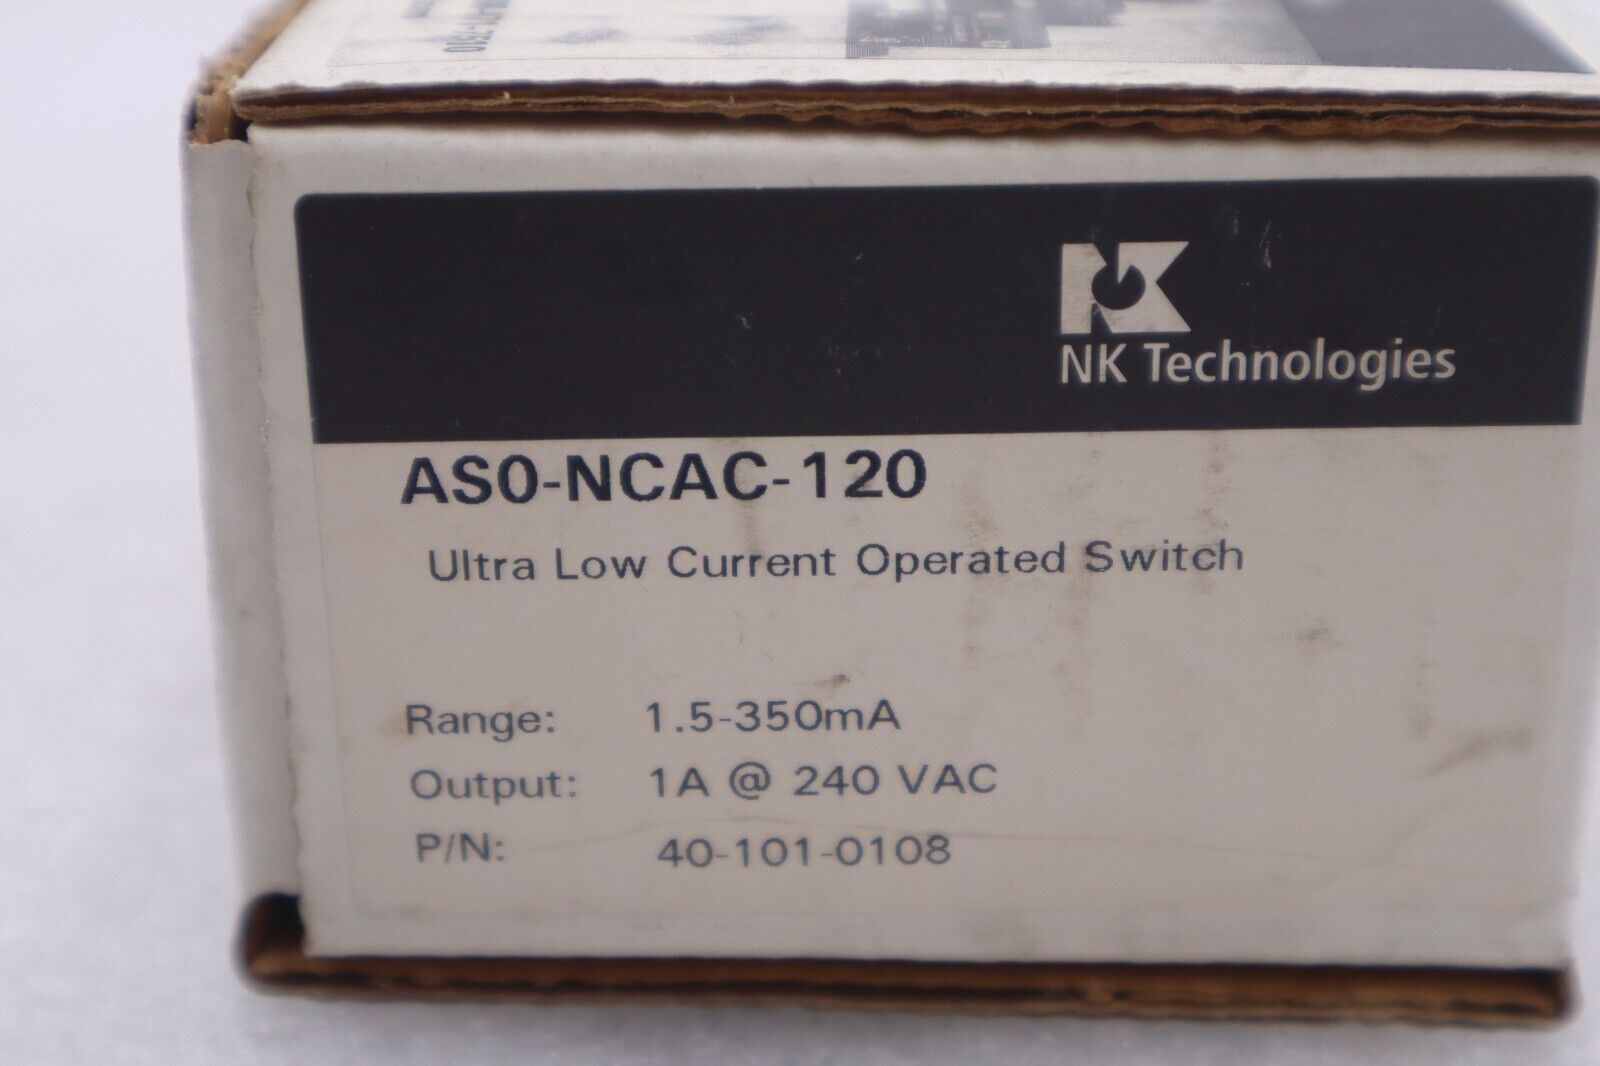 NK Technologies
AS0-NCAC-120
Ultra Low Current Operated Switch
Range: 1.5-350mA
Output: 1A @ 240 VAC
P/N: 40-101-0108